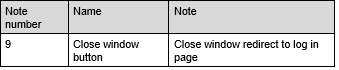 Note number Name Note
9 Close window button Close window redirect to log in page